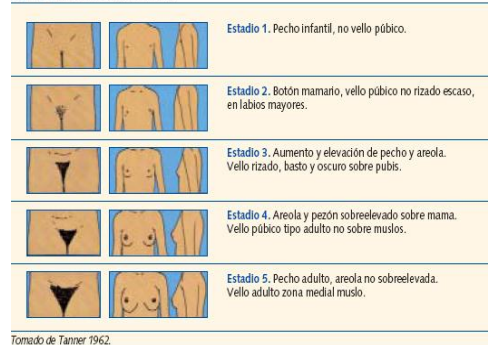 Estadio 1. Pecho infantil, no vello púbico.
Estadio 2. Botón mamario, vello púbico no rizado escaso,
en labios mayores.
Estadio 3. Aumento y elevación de pecho y areola.
Vello rizado, basto y oscuro sobre pubis.
Estadio 4. Areola y pezón sobreelevado sobre mama.
Vello púbico tipo adulto no sobre muslos.
Estadio 5. Pecho adulto, areola no sobreelevada.
Vello adulto zona medial muslo.
Tomado de Tanner 1962.